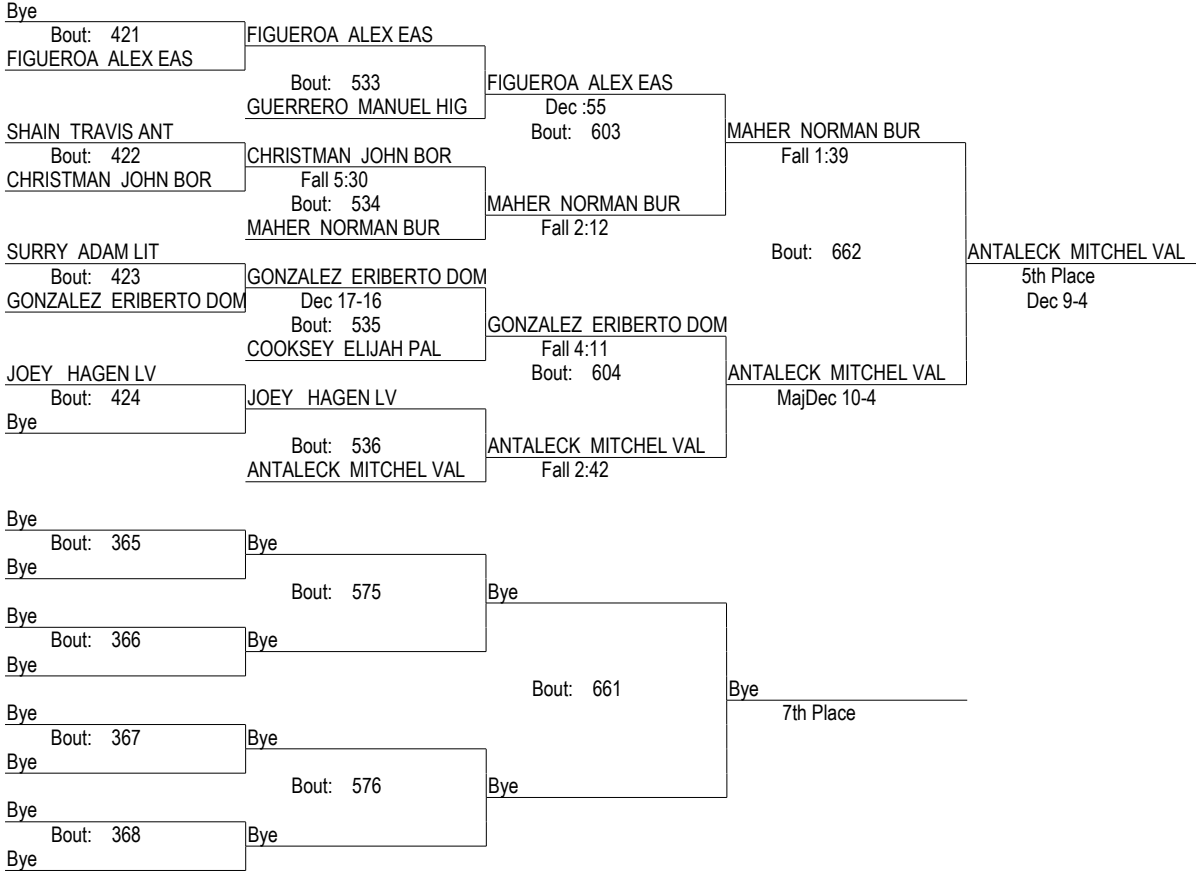 Bye
Bout: 421
FIGUEROA ALEX EAS
FIGUEROA ALEX EAS
Bout: 533
GUERRERO MANUEL HIG
FIGUEROA ALEX EAS
Dec :55
Bout: 603
SHAIN TRAVIS ANT
Bout: 422
CHRISTMAN JOHN BOR
CHRISTMAN JOHN BOR
Fall 5:30
Bout: 534
MAHER NORMAN BUR
MAHER NORMAN BUR
Fall 2:12
MAHER NORMAN BUR
Fall 1:39
SURRY ADAM LIT
Bout: 423
GONZALEZ ERIBERTO DOM
GONZALEZ ERIBERTO DOM
Dec 17-16
Bout: 535
COOKSEY ELIJAH PAL
GONZALEZ ERIBERTO DOM
Fall 4:11
Bout: 604
JOEY HAGEN LV
Bout: 424
Bye
JOEY HAGEN LV
Bout: 536
ANTALECK MITCHEL VAL
ANTALECK MITCHEL VAL
Fall 2:42
ANTALECK MITCHEL VAL
MajDec 10-4
Bout: 662
ANTALECK MITCHEL VAL
5th Place
Dec 9-4
Bye
Bout: 365
Bye
Bye
Bout: 575
Bye
Bye
Bout: 366
Bye
Bye
Bout: 661
Bye
7th Place
Bye
Bout: 367
Bye
Bye
Bout: 576
Bye
Bye
Bout: 368
Bye
Bye